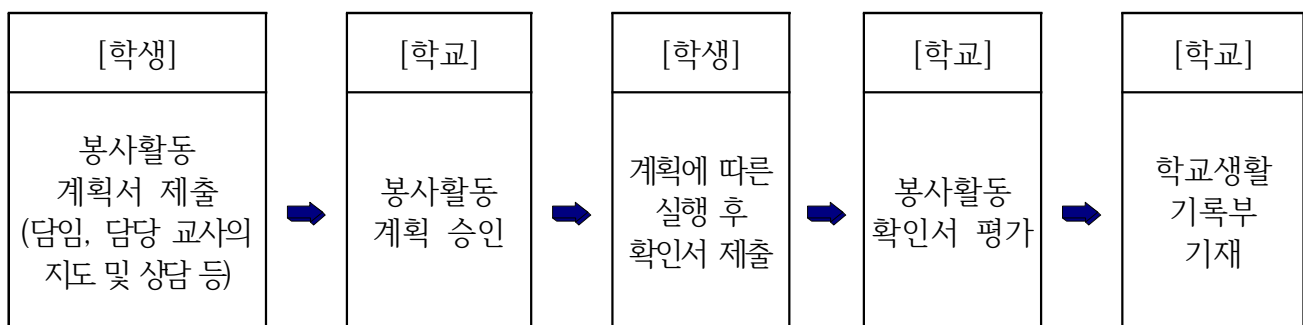 [학생]
봉사활동
계획서 제출
(담임, 담당 교사의
지도 및 상담 등)
[학교]
봉사활동
계획 승인
[학생]
계획에 따른
실행 후
확인서 제출
[학교]
봉사활동
확인서 평가
[학교]
학교생활
기록부
기재